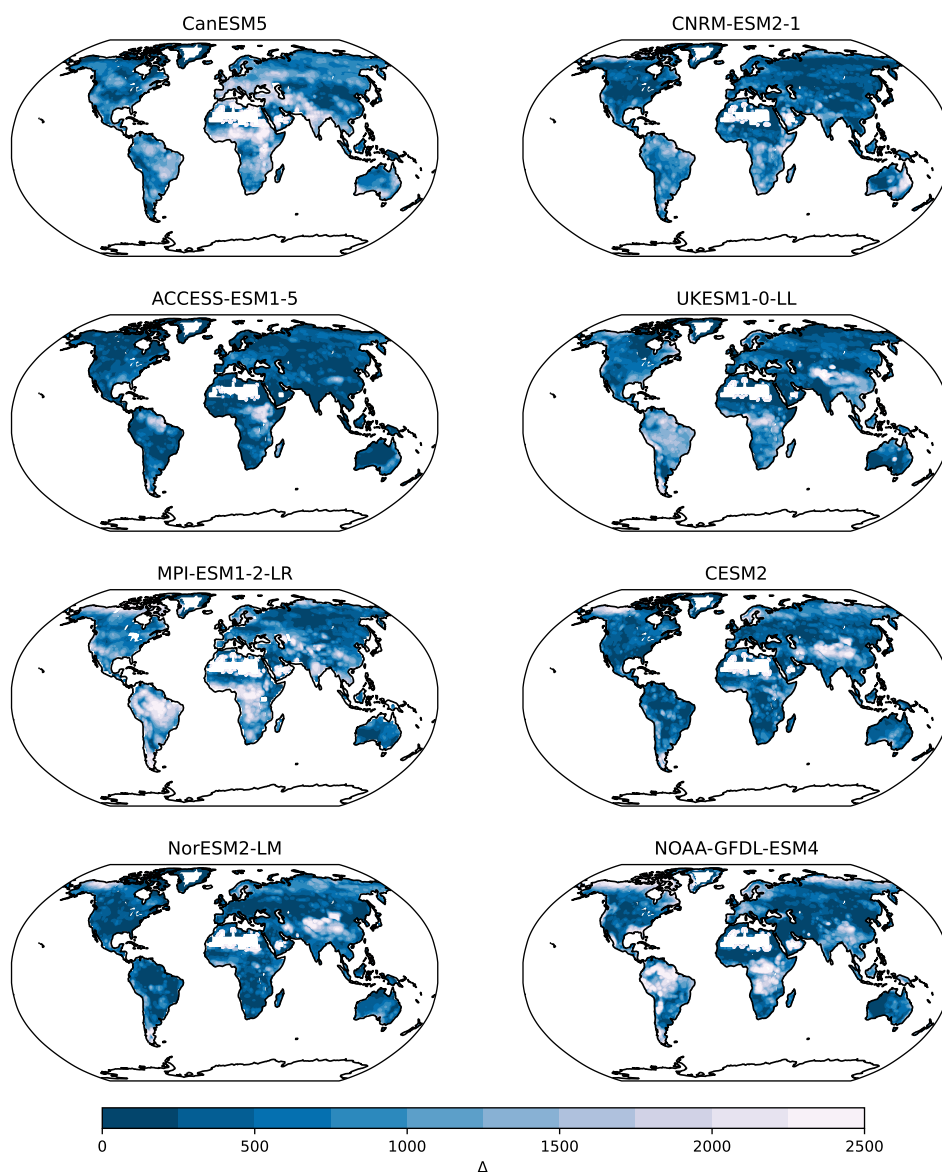 CanESM5
CNRM-ESM2-1
ACCESS-ESM1-5
UKESM1-0-LL
MPI-ESM1-2-LR
CESM2
NorESM2-LM
NOAA-GFDL-ESM4
0 500 1000 1500 2000 2500
Δ